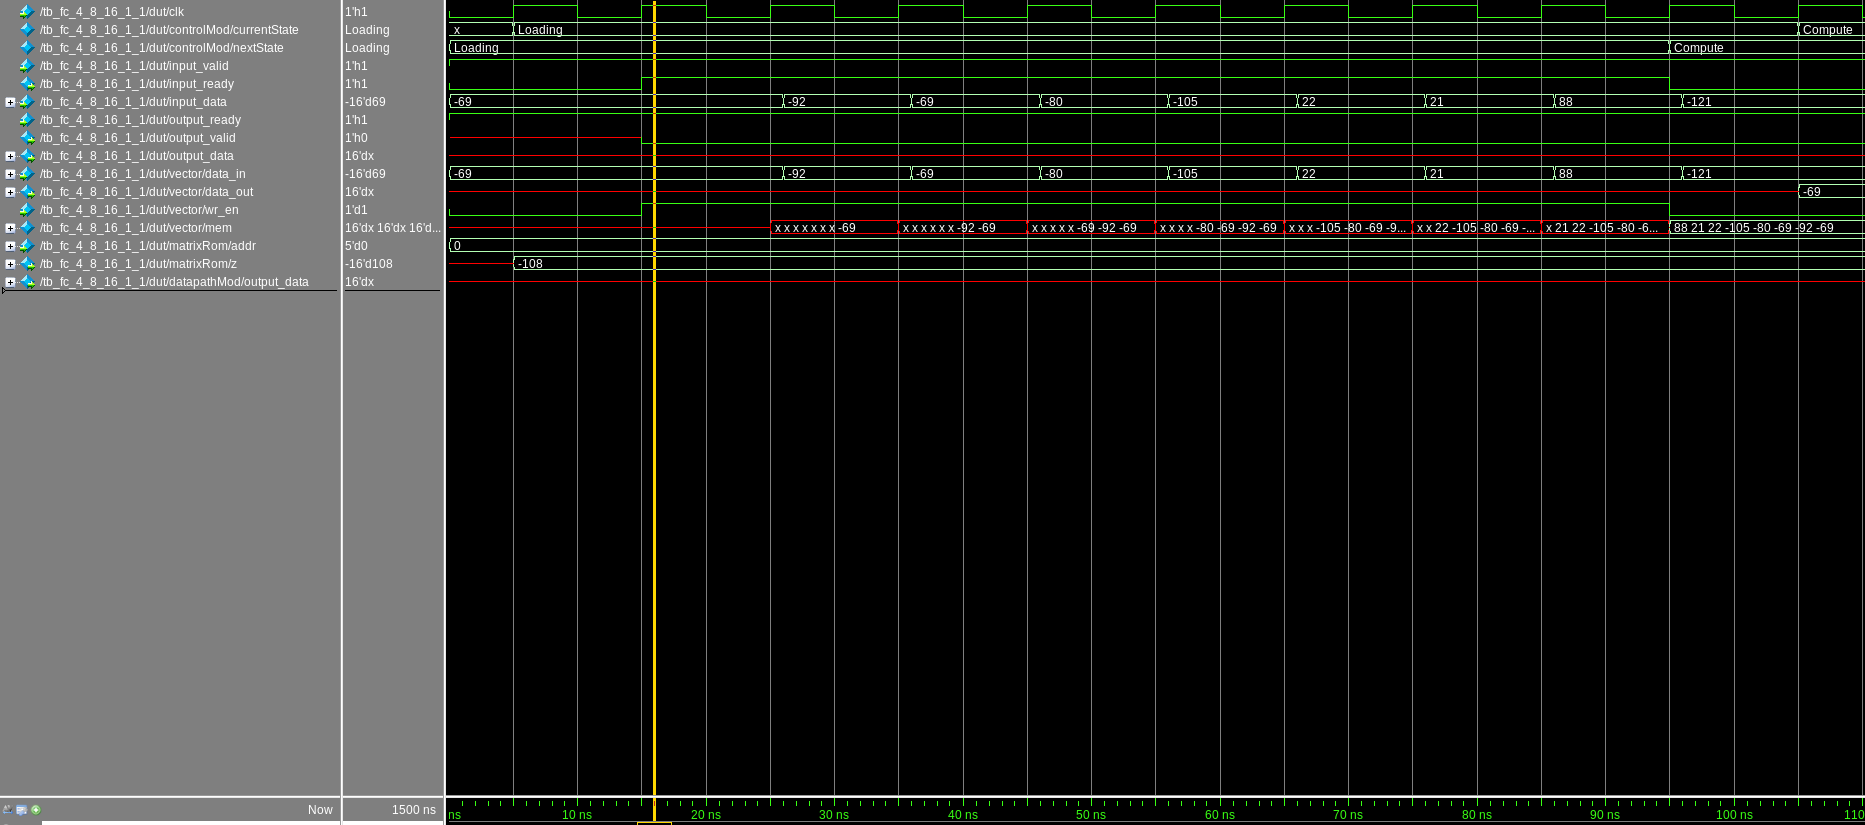 /tb_fc_4_8_16_1_1/dut/clk 1'h1
/tb_fc_4_8_16_1_1/dut/controlMod/currentState Loading x Loading Compute
/tb_fc_4_8_16_1_1/dut/controlMod/nextState Loading Loading Compute
/tb_fc_4_8_16_1_1/dut/input_valid 1'h1
/tb_fc_4_8_16_1_1/dut/input_ready 1'h1
/tb_fc_4_8_16_1_1/dut/input_data -16'd69 -69 -92 -69 -80 -105 22 21 88 -121
/tb_fc_4_8_16_1_1/dut/output_ready 1'h1
/tb_fc_4_8_16_1_1/dut/output_valid 1'h0
/tb_fc_4_8_16_1_1/dut/output_data 16'dx
/tb_fc_4_8_16_1_1/dut/vector/data_in -16'd69 -69 -92 -69 -80 -105 22 21 88 -121
/tb_fc_4_8_16_1_1/dut/vector/data_out 16'dx -69
/tb_fc_4_8_16_1_1/dut/vector/wr_en 1'd1
/tb_fc_4_8_16_1_1/dut/vector/mem 16'dx 16'dx 16'd... x x x x x x x -69 x x x x x x -92 -69 x x x x x -69 -92 -69 x x x x -80 -69 -92 -69 x x x -105 -80 -69 -9... x x 22 -105 -80 -69 -... x 21 22 -105 -80 -6... 88 21 22 -105 -80 -69 -92 -69
/tb_fc_4_8_16_1_1/dut/matrixRom/addr 5'd0 0
/tb_fc_4_8_16_1_1/dut/matrixRom/z -16'd108 -108
/tb_fc_4_8_16_1_1/dut/datapathMod/output_data 16'dx
Now 1500 ns ns 10 ns 20 ns 30 ns 40 ns 50 ns 60 ns 70 ns 80 ns 90 ns 100 ns 110